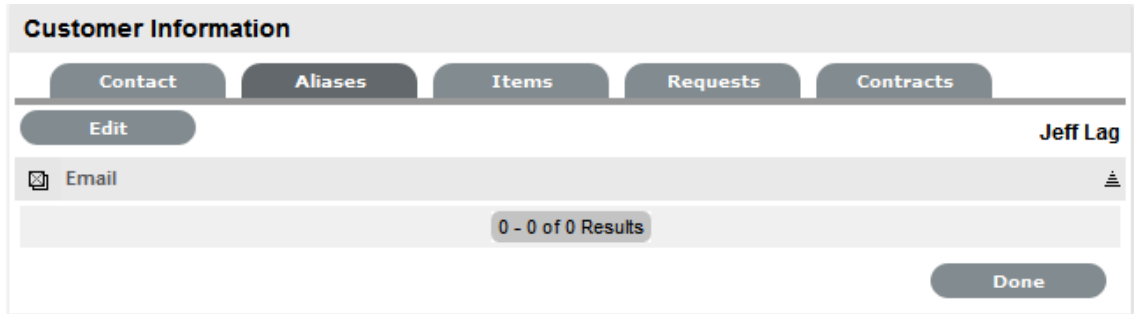 Customer Information
Contact Aliases Items Requests Contracts
Edit Jeff Lag
Email
0 - 0 of 0 Results
Done